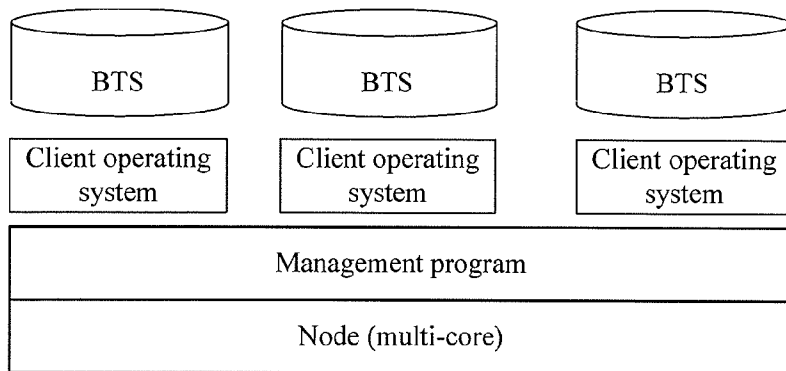 BTS
BTS
BTS
Client operating
system
Client operating
system
Client operating
system
Management program
Node (multi-core)